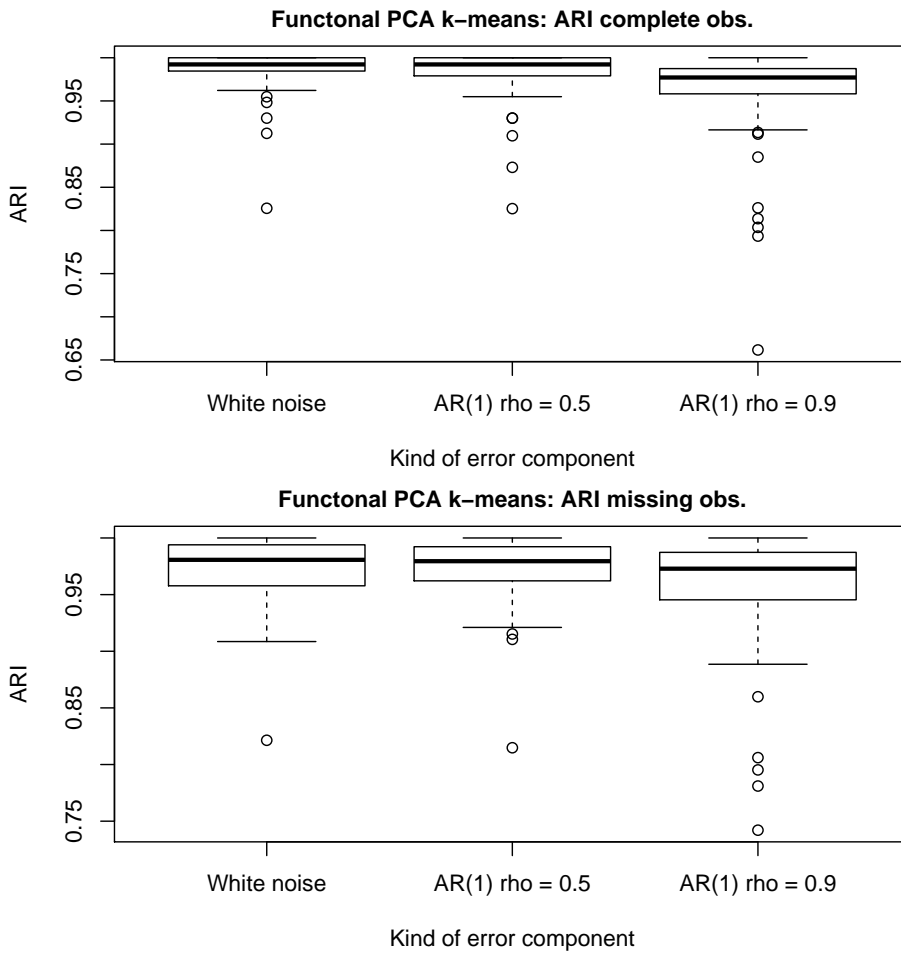 Functonal PCA k−means: ARI complete obs.
ARI
0.95
0.85
0.75
0.65
White noise AR(1) rho = 0.5 AR(1) rho = 0.9
Kind of error component
Functonal PCA k−means: ARI missing obs.
ARI
0.95
0.85
0.75
White noise AR(1) rho = 0.5 AR(1) rho = 0.9
Kind of error component